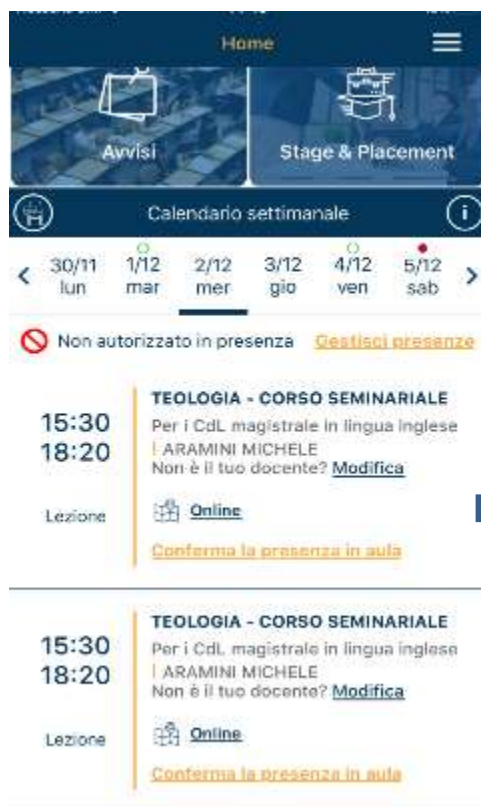 Home
Avvisi
Stage & Placement
Calendario settimanale
30/11 1/12 2/12 3/12 4/12 5/12
lun mar mer gio ven sab
Non autorizzato in presenza Gestisci presenze
TEOLOGIA - CORSO SEMINARIALE
15:30
18:20
Per i CdL magistrale in lingua inglese
ARAMINI MICHELE
Non è il tuo docente? Modifica
Lezione
Online
Conferma la presenza in aula
TEOLOGIA - CORSO SEMINARIALE
15:30
18:20
Per i CdL magistrale in lingua inglese
ARAMINI MICHELE
Non è il tuo docente? Modifica
Lezione
Online
Conferma la presenza in aula